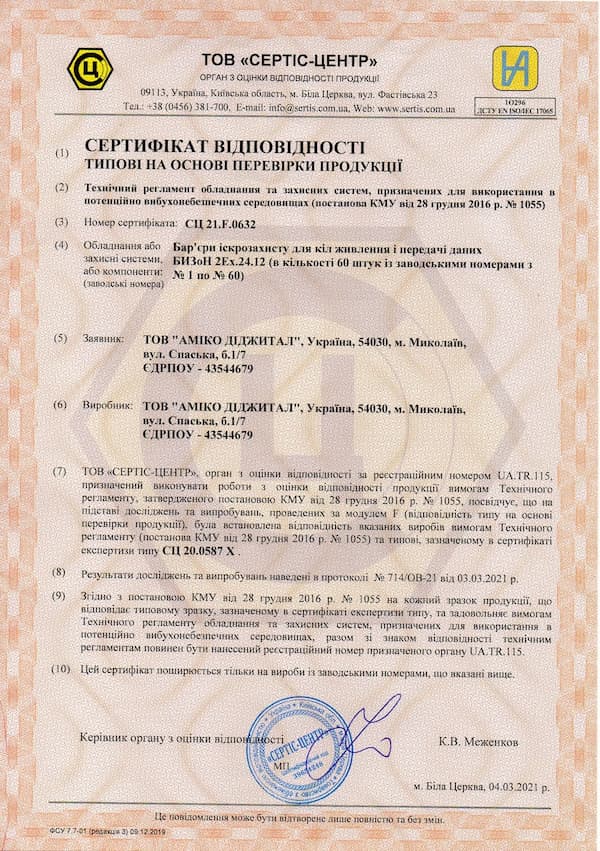 ТОВ «СЕРТІС-ЦЕНТР»
ОРГАН З ОЦІНКИ ВІДПОВІДНОСТІ ПРОДУКЦІЇ
09113, Україна, Київська область, м. Біла Церква, вул. Фастівська 23
Тел.: +38 (0456) 381-700, E-mail: info@sertis.com.ua, Web: www.sertis.com.ua
1О296
ДСТУ EN ISO/IEC 17065
(1) СЕРТИФІКАТ ВІДПОВІДНОСТІ
ТИПОВІ НА ОСНОВІ ПЕРЕВІРКИ ПРОДУКЦІЇ
(2) Технічний регламент обладнання та захисних систем, призначених для використання в
потенційно вибухонебезпечних середовищах (постанова КМУ від 28 грудня 2016 р. № 1055)
(3) Номер сертифіката: СЦ 21.F.0632
(4) Обладнання або захисні системи, або компоненти: (заводські номера)
Бар'єри іскрозахисту для кіл живлення і передачі даних
БИЗоН 2Ex.24.12 (в кількості 60 штук із заводськими номерами з
№ 1 по № 60)
(5) Заявник: ТОВ "АМІКО ДІДЖИТАЛ", Україна, 54030, м. Миколаїв,
вул. Спаська, б.1/7
ЄДРПОУ - 43544679
(6) Виробник: ТОВ "АМІКО ДІДЖИТАЛ", Україна, 54030, м. Миколаїв,
вул. Спаська, б.1/7
ЄДРПОУ - 43544679
(7) ТОВ «СЕРТІС-ЦЕНТР», орган з оцінки відповідності за реєстраційним номером UA.TR.115,
призначений виконувати роботи з оцінки відповідності продукції вимогам Технічного
регламенту, затвердженого постановою КМУ від 28 грудня 2016 р. № 1055, посвідчує, що на
підставі досліджень та випробувань, проведених за модулем F (відповідність типу на основі
перевірки продукції), була встановлена відповідність вказаних виробів вимогам Технічного
регламенту (постанова КМУ від 28 грудня 2016 р. № 1055) та типові, зазначеному в сертифікаті
експертизи типу СЦ 20.0587 X .
(8) Результати досліджень та випробувань наведені в протоколі № 714/ОВ-21 від 03.03.2021 р.
(9) Згідно з постановою КМУ від 28 грудня 2016 р. № 1055 на кожний зразок продукції, що
відповідає типовому зразку, зазначеному в сертифікаті експертизи типу, та задовольняє вимогам
Технічного регламенту обладнання та захисних систем, призначених для використання в
потенційно вибухонебезпечних середовищах, разом зі знаком відповідності технічним
регламентам повинен бути нанесений реєстраційний номер призначеного органу UA.TR.115.
(10) Цей сертифікат поширюється тільки на вироби із заводськими номерами, що вказані вище.
Керівник органу з оцінки відповідності
К.В. Меженков
МП
«СЕРТІС-ЦЕНТР»
м. Біла Церква, 04.03.2021 р.
Це повідомлення може бути відтворене лише повністю та без змін.
ФСУ 7.7-01 (редакція 3) 09.12.2019